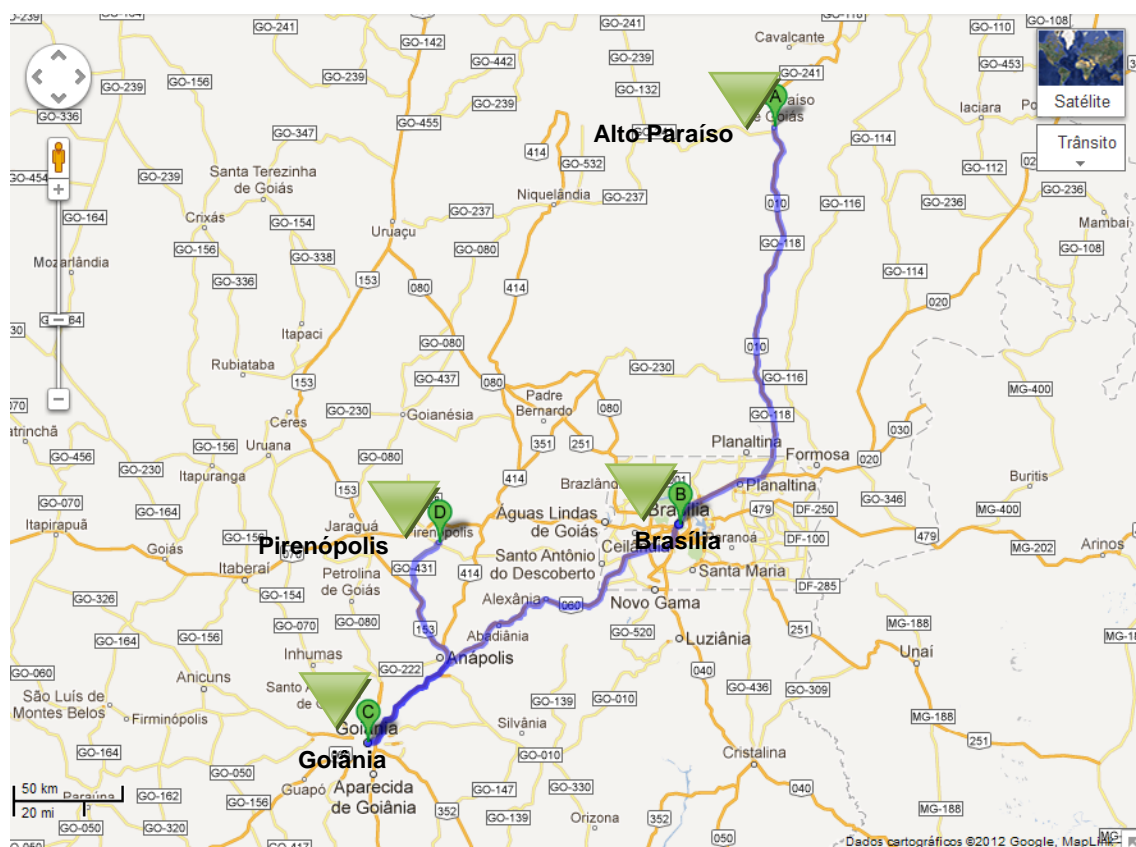 GO-239
GO-241
GO-142
GO-241
GO-118
GO-110
GO-108
Cavalcante
GO-156
GO-442
GO-241
GO-453
GO-239
GO-239
GO-239
GO-132
GO-239
A
Satélite
GO-336
GO-455
GO-347
Alto Paraíso
GO-114
Iaciara
Trânsito
414
GO-532
GO-112
Santa Terezinha
de Goiás
GO-239
Niquelândia
GO-237
GO-116
GO-236
GO-236
GO-164
Crixás
GO-154
GO-237
010
Mambaí
GO-156
Uruaçu
GO-118
GO-108
Mozarlândia
GO-338
GO-080
GO-114
GO-336
153
080
414
020
Itapaci
GO-080
010
Rubiataba
GO-230
153
GO-437
080
GO-116
MG-400
GO-230
Goianésia
Padre
Bernardo
080
GO-118
Ceres
030
GO-156
Uruana
351
251
Planaltina
GO-456
GO-080
Formosa
020
GO-230
Itapuranga
414
Brazlân
Planaltina
Buritis
GO-070
153
D
B
GO-346
479
DF-250
MG-400
Itapirapuã
Jaraguá
Águas Lindas
de Goiás
Brasília
479
Pirenópolis
Paranoá
DF-100
Arinos
Goiás
070
Santo Antônio
do Descoberto
MG-202
Itaberaí
Petrolina
de Goiás
GO-431
414
Santa Maria
DF-285
GO-326
GO-154
Alexânia
060
Novo Gama
GO-164
GO-156
GO-070
GO-080
153
Abadiânia
GO-520
251
MG-188
Luziânia
Inhumas
Anápolis
Unaí
GO-060
GO-222
040
Anicuns
GO-436
GO-309
São Luís de
Montes Belos
GO-139
GO-010
Firminópolis
C
Silvânia
MG-188
GO-164
Goiânia
GO-010
Cristalina
251
GO-050
50 km
20 mi
Guapó
Aparecida
de Goiânia
GO-147
GO-330
040
GO-162
GO-156
352
GO-139
352
MG-188
GO-050
GO-320
Orizona
050
GO-417
Dados cartográficos ©2012 Google, MapLink